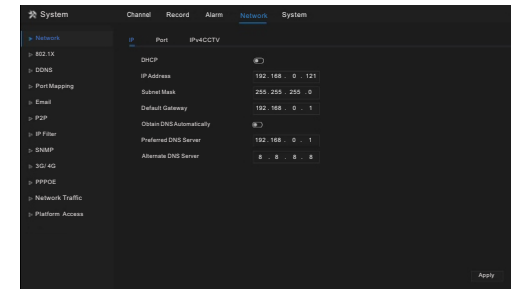 System
Channel Record Alarm Network System
Network
802.1X
DDNS
Port Mapping
Email
P2P
IP Filter
SNMP
3G/ 4G
PPPOE
Network Traffic
Platform Access
IP Port IPv4CCTV
DHCP
IP Address 192. 168 . 0 . 121
Subnet Mask 255. 255 . 255 .0
Default Gateway 192. 168 . 0 . 1
Obtain DNS Automatically
Preferred DNS Server 192. 168 . 0 . 1
Alternate DNS Server 8 . 8 . 8 . 8
Apply